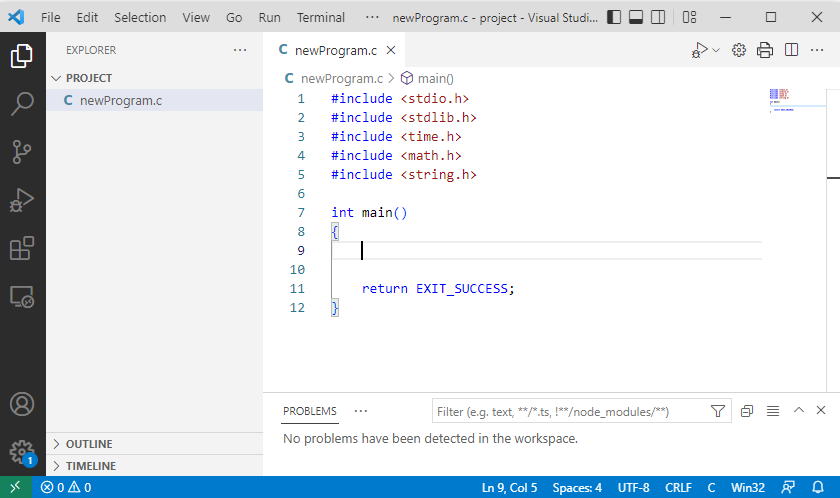 File Edit Selection View Go Run Terminal ··· newProgram.c - project - Visual Studi...
EXPLORER ···
PROJECT
C newProgram.c
C newProgram.c
C newProgram.c > main()
1 #include <stdio.h>
2 #include <stdlib.h>
3 #include <time.h>
4 #include <math.h>
5 #include <string.h>
6
7 int main()
8 {
9
10
11     return EXIT_SUCCESS;
12 }
PROBLEMS ···
Filter (e.g. text, **/*.ts, !**/node_modules/**)
No problems have been detected in the workspace.
OUTLINE
TIMELINE
1
0 0 Ln 9, Col 5 Spaces: 4 UTF-8 CRLF C Win32